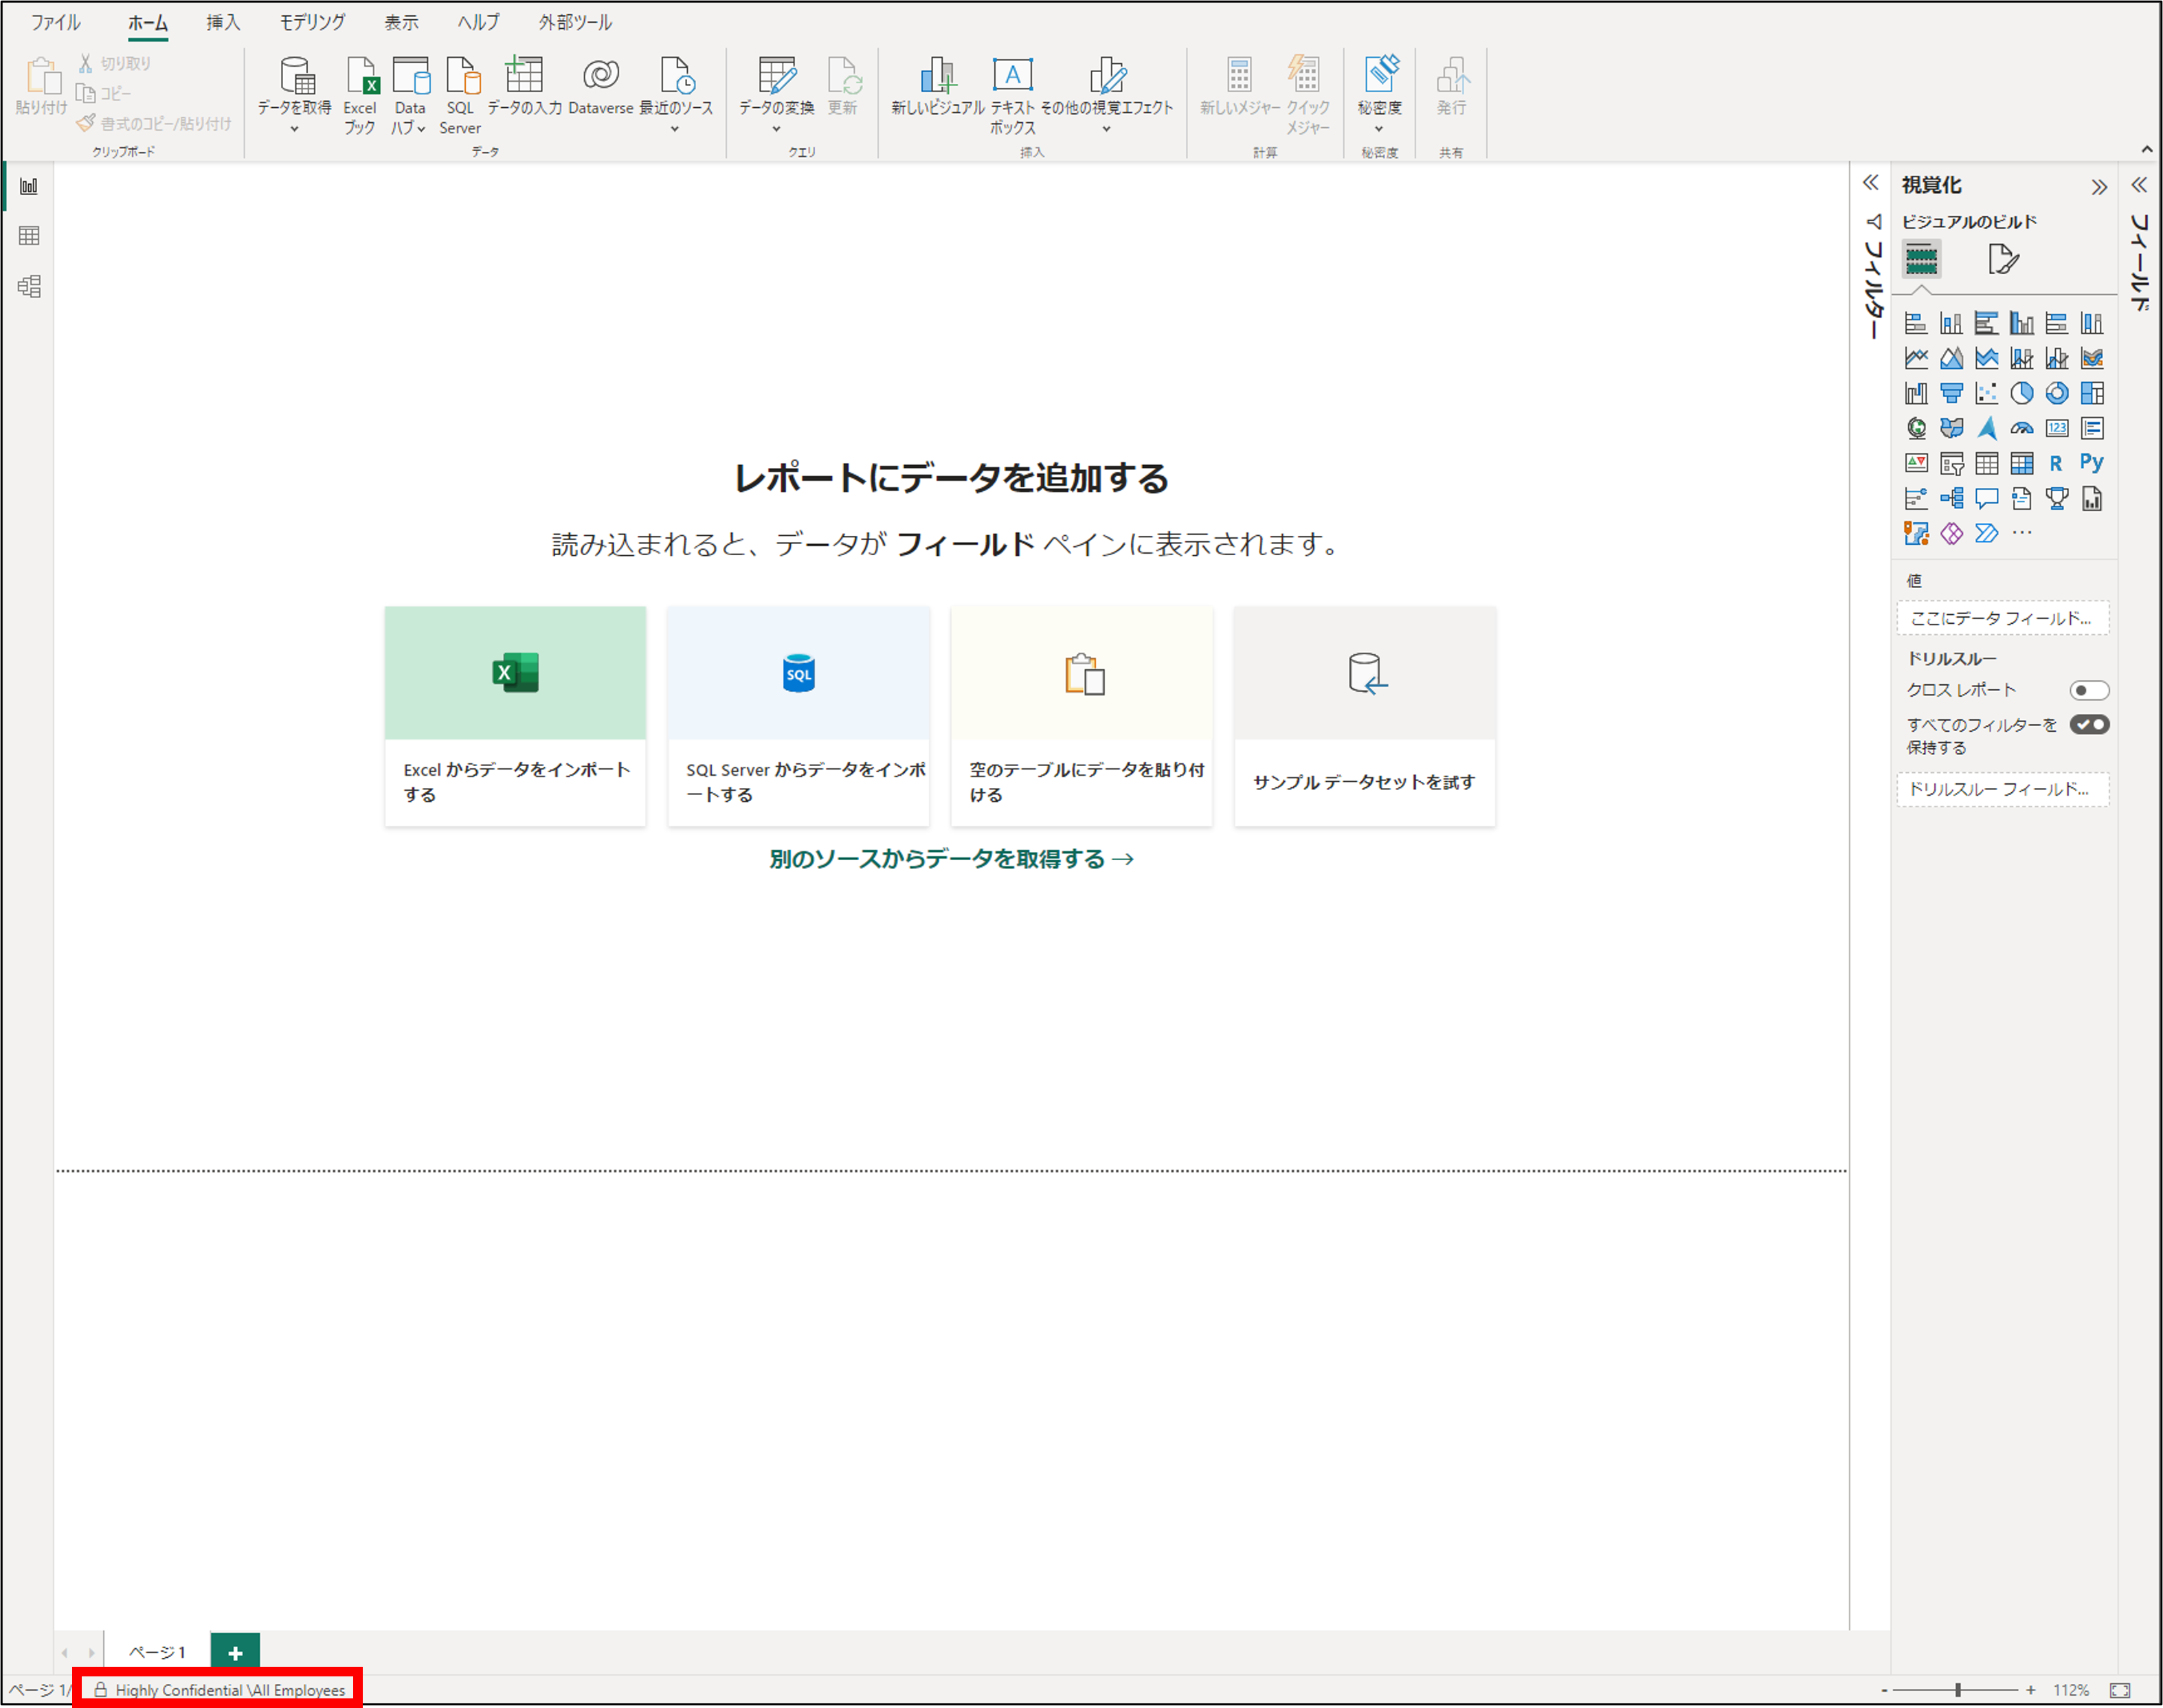 ファイル ホーム 挿入 モデリング 表示 ヘルプ 外部ツール
貼り付け
切り取り
コピー
書式のコピー/貼り付け
クリップボード
データを取得
Excel
ブック
Data
ハブ
SQL
Server
データの入力
Dataverse
最近のソース
データ
データの変換
更新
クエリ
新しいビジュアル
テキスト
ボックス
その他の視覚エフェクト
挿入
新しいメジャー
クイック
メジャー
計算
秘密度
秘密度
発行
共有
フィルター
視覚化
ビジュアルのビルド
フィールド
R Py
123
値
ここにデータ フィールド...
ドリルスルー
クロス レポート
すべてのフィルターを
保持する
ドリルスルー フィールド...
レポートにデータを追加する
読み込まれると、データが フィールド ペインに表示されます。
SQL
Excel からデータをインポート
する
SQL Server からデータをインポ
ートする
空のテーブルにデータを貼り付
ける
サンプル データセットを試す
別のソースからデータを取得する →
ページ 1
ページ 1/
Highly Confidential \All Employees
- + 112%